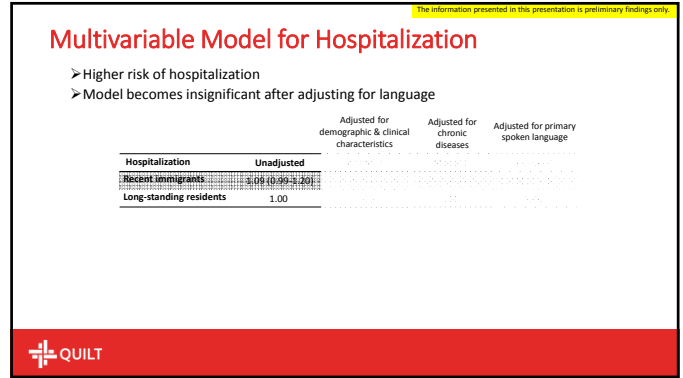 The information presented in this presentation is preliminary findings only.
Multivariable Model for Hospitalization
➢Higher risk of hospitalization
➢Model becomes insignificant after adjusting for language
Adjusted for demographic & clinical characteristics
Adjusted for chronic diseases
Adjusted for primary spoken language
Hospitalization Unadjusted
Recent immigrants 1.09 (0.99-1.20)
Long-standing residents 1.00
QUILT